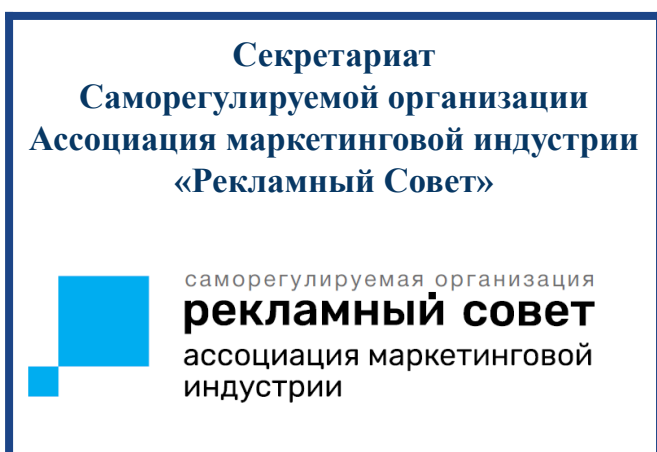 Секретариат
Саморегулируемой организации
Ассоциация маркетинговой индустрии
«Рекламный Совет»
саморегулируемая организация
рекламный совет
ассоциация маркетинговой
индустрии